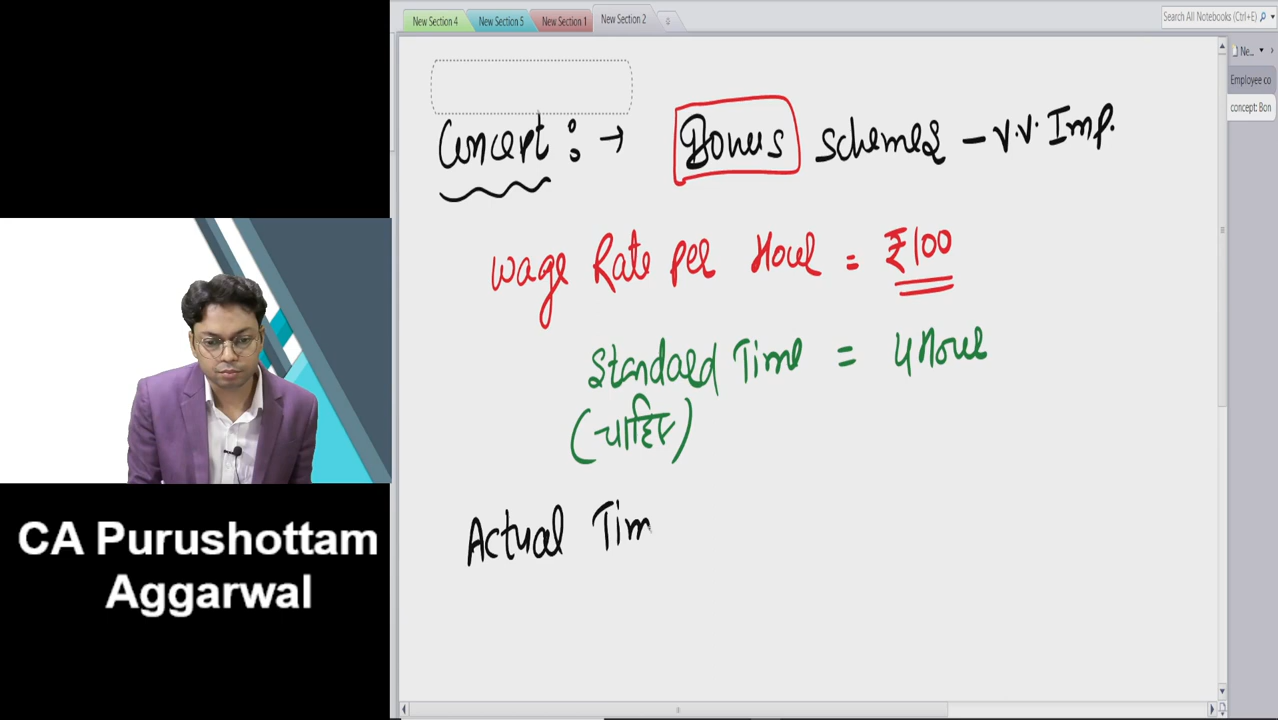 New Section 4 New Section 5 New Section 1 New Section 2
Search All Notebooks (Ctrl+E)
Ne...
Employee co
concept: Bon
Concept :→ Bonus Schemes - v.v. Imp.
Wage Rate per Hour = ₹100
Standard Time = 4 Hour
(चाहिए)
Actual Tim
CA Purushottam
Aggarwal